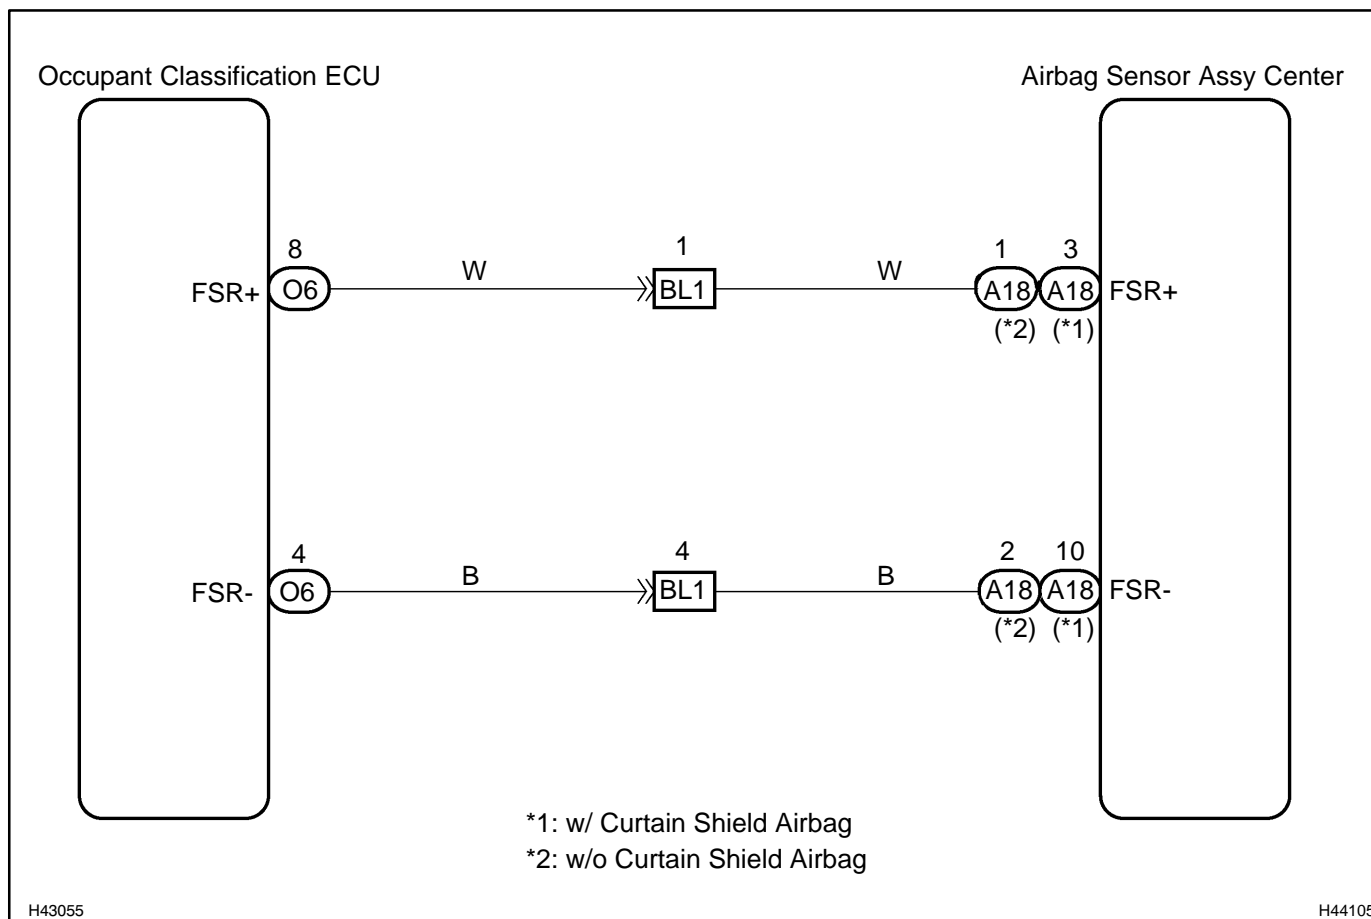 Occupant Classification ECU
Airbag Sensor Assy Center
8
1
1
3
FSR+
O6
W
BL1
W
A18
A18
FSR+
(*2)
(*1)
4
4
2
10
FSR-
O6
B
BL1
B
A18
A18
FSR-
(*2)
(*1)
*1: w/ Curtain Shield Airbag
*2: w/o Curtain Shield Airbag
H43055
H44105